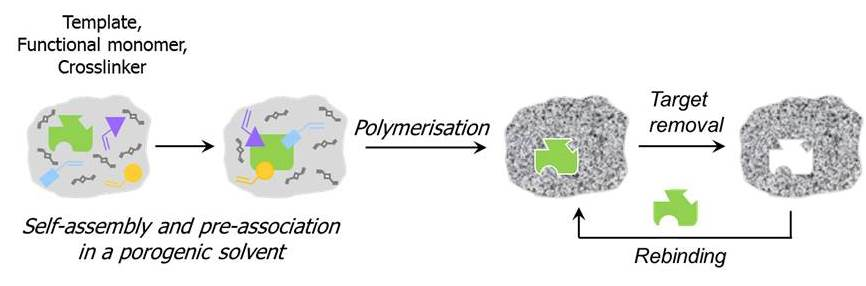 Template,
Functional monomer,
Crosslinker
Self-assembly and pre-association
in a porogenic solvent
Polymerisation
Target
removal
Rebinding